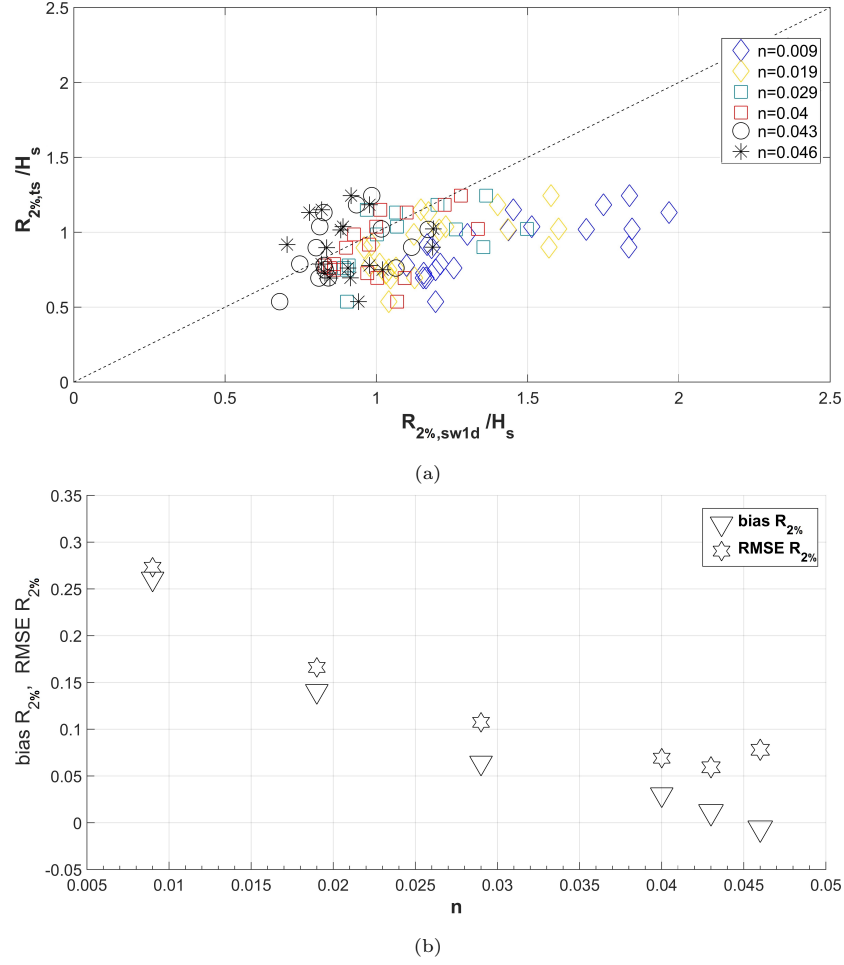 2.5
2
1.5
1
0.5
0
R2%,ts /Hs
0 0.5 1 1.5 2 2.5
R2%,sw1d /Hs
n=0.009
n=0.019
n=0.029
n=0.04
n=0.043
n=0.046
(a)
0.35
0.3
0.25
0.2
0.15
0.1
0.05
0
-0.05
bias R2%, RMSE R2%
bias R2%
RMSE R2%
0.005 0.01 0.015 0.02 0.025 0.03 0.035 0.04 0.045 0.05
n
(b)